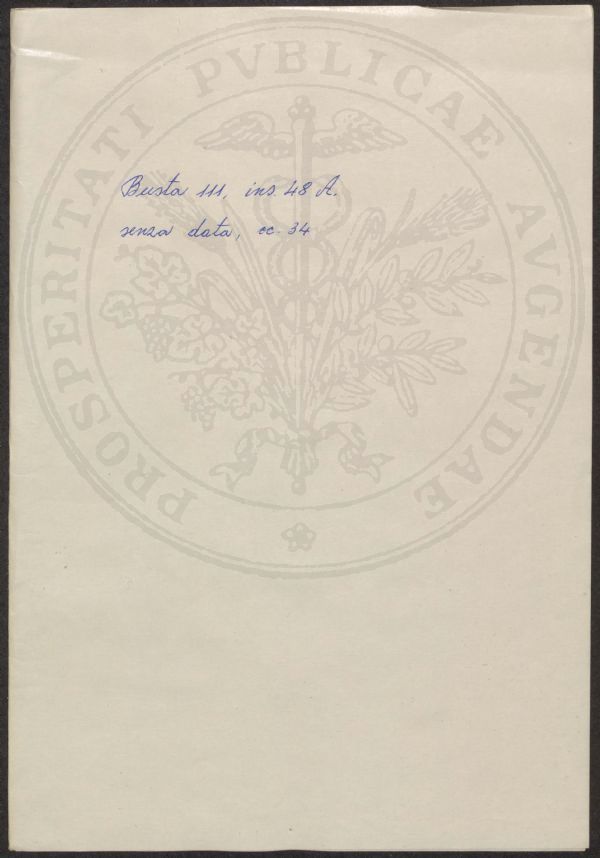 PROSPERITATI PVBLICAE AVGENDAE
Busta 111, ins. 48 A.
senza data, cc. 34